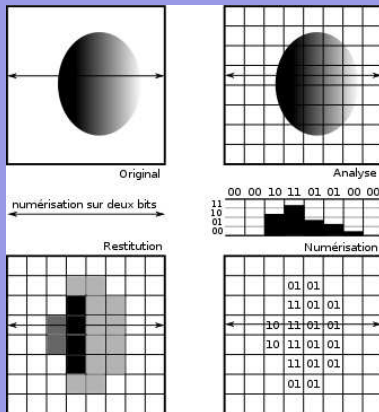 Original
Analyse
numérisation sur deux bits
00 00 10 11 01 01 00 00
11
10
01
00
Restitution
Numérisation
01 01
11 01 01
10 11 01 01
10 11 01 01
11 01 01
01 01